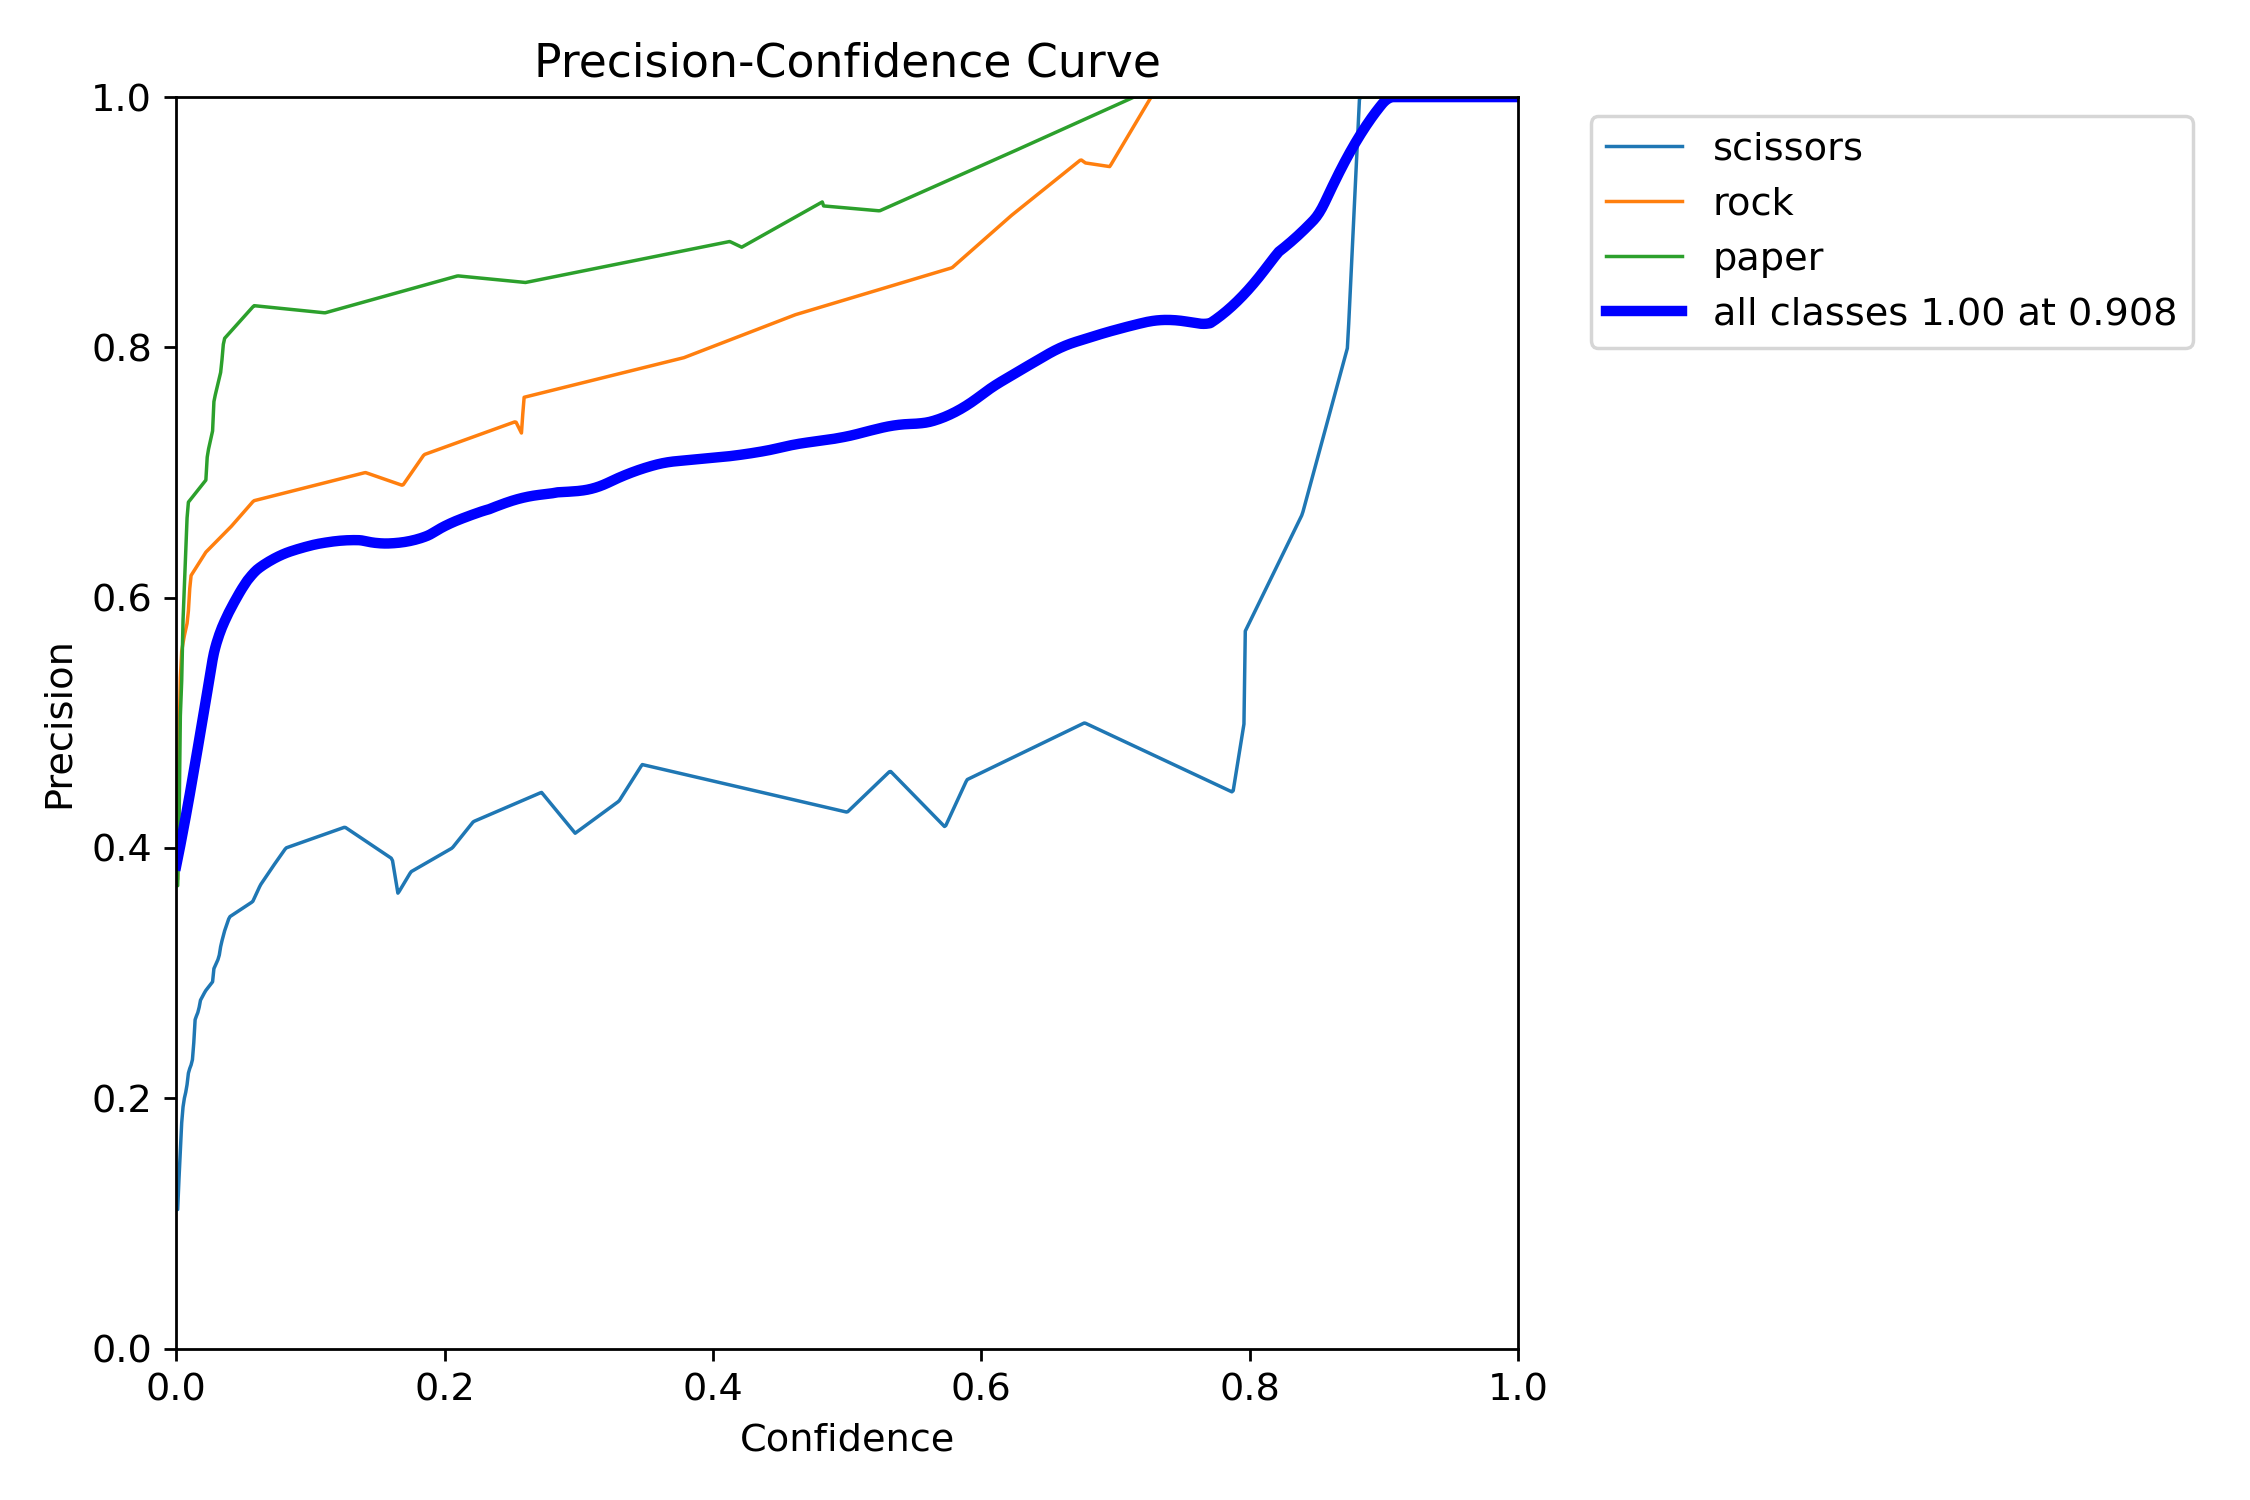 Precision-Confidence Curve
1.0
0.8
0.6
0.4
0.2
0.0
Precision
0.0 0.2 0.4 0.6 0.8 1.0
Confidence
scissors
rock
paper
all classes 1.00 at 0.908